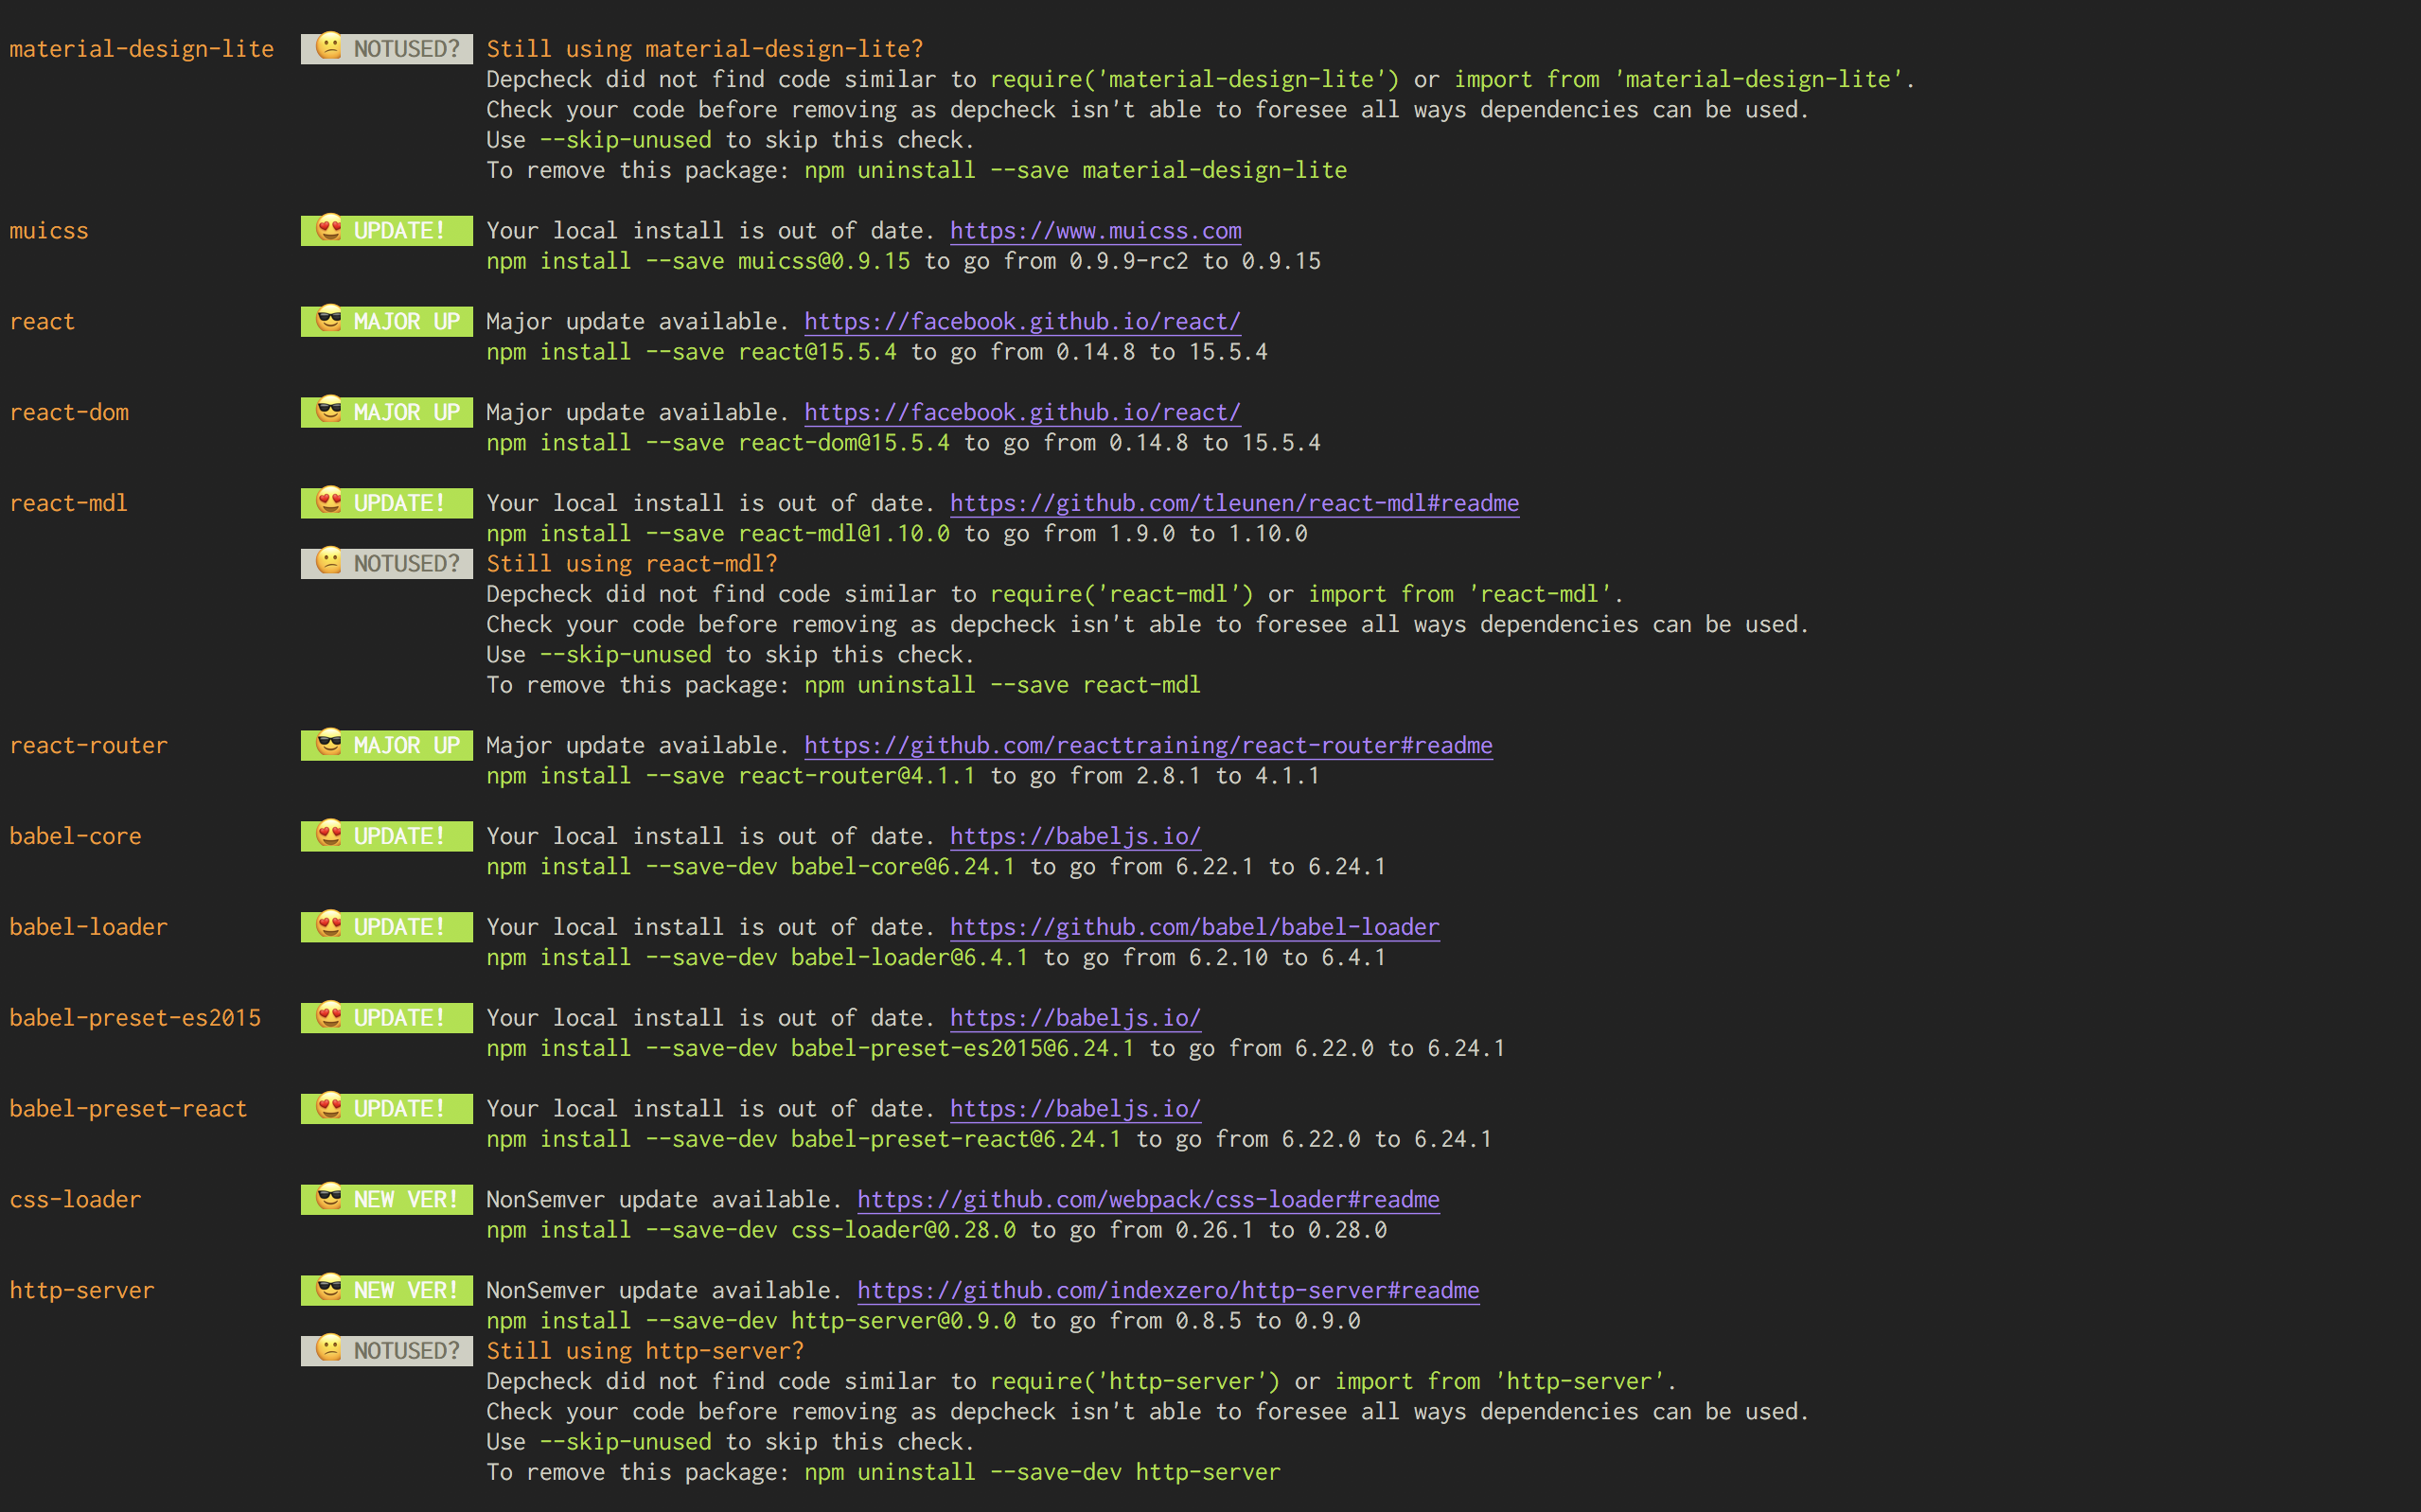 material-design-lite 😕 NOTUSED? Still using material-design-lite?
Depcheck did not find code similar to require('material-design-lite') or import from 'material-design-lite'.
Check your code before removing as depcheck isn't able to foresee all ways dependencies can be used.
Use --skip-unused to skip this check.
To remove this package: npm uninstall --save material-design-lite
muicss 😍 UPDATE! Your local install is out of date. https://www.muicss.com
npm install --save muicss@0.9.15 to go from 0.9.9-rc2 to 0.9.15
react 😎 MAJOR UP Major update available. https://facebook.github.io/react/
npm install --save react@15.5.4 to go from 0.14.8 to 15.5.4
react-dom 😎 MAJOR UP Major update available. https://facebook.github.io/react/
npm install --save react-dom@15.5.4 to go from 0.14.8 to 15.5.4
react-mdl 😍 UPDATE! Your local install is out of date. https://github.com/tleunen/react-mdl#readme
npm install --save react-mdl@1.10.0 to go from 1.9.0 to 1.10.0
😕 NOTUSED? Still using react-mdl?
Depcheck did not find code similar to require('react-mdl') or import from 'react-mdl'.
Check your code before removing as depcheck isn't able to foresee all ways dependencies can be used.
Use --skip-unused to skip this check.
To remove this package: npm uninstall --save react-mdl
react-router 😎 MAJOR UP Major update available. https://github.com/reacttraining/react-router#readme
npm install --save react-router@4.1.1 to go from 2.8.1 to 4.1.1
babel-core 😍 UPDATE! Your local install is out of date. https://babeljs.io/
npm install --save-dev babel-core@6.24.1 to go from 6.22.1 to 6.24.1
babel-loader 😍 UPDATE! Your local install is out of date. https://github.com/babel/babel-loader
npm install --save-dev babel-loader@6.4.1 to go from 6.2.10 to 6.4.1
babel-preset-es2015 😍 UPDATE! Your local install is out of date. https://babeljs.io/
npm install --save-dev babel-preset-es2015@6.24.1 to go from 6.22.0 to 6.24.1
babel-preset-react 😍 UPDATE! Your local install is out of date. https://babeljs.io/
npm install --save-dev babel-preset-react@6.24.1 to go from 6.22.0 to 6.24.1
css-loader 😎 NEW VER! NonSemver update available. https://github.com/webpack/css-loader#readme
npm install --save-dev css-loader@0.28.0 to go from 0.26.1 to 0.28.0
http-server 😎 NEW VER! NonSemver update available. https://github.com/indexzero/http-server#readme
npm install --save-dev http-server@0.9.0 to go from 0.8.5 to 0.9.0
😕 NOTUSED? Still using http-server?
Depcheck did not find code similar to require('http-server') or import from 'http-server'.
Check your code before removing as depcheck isn't able to foresee all ways dependencies can be used.
Use --skip-unused to skip this check.
To remove this package: npm uninstall --save-dev http-server